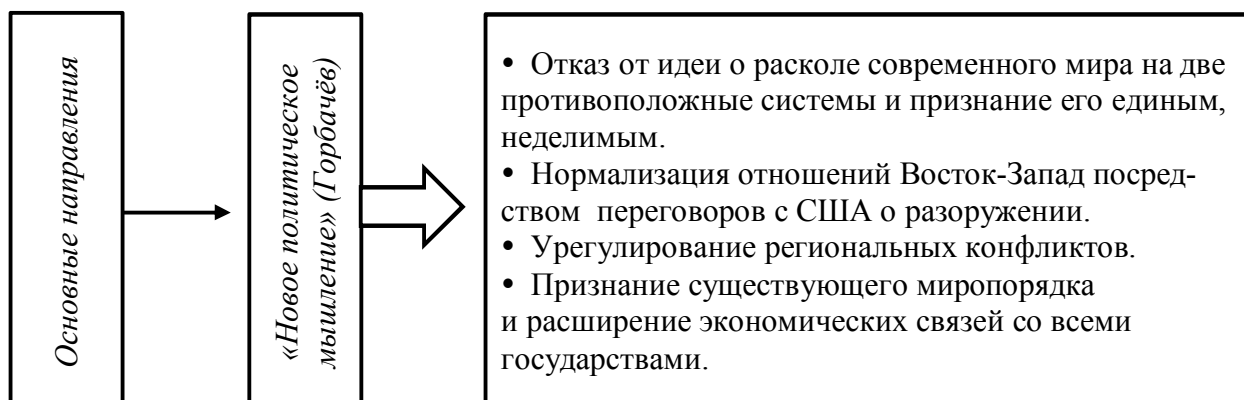 Основные направления
«Новое политическое
мышление» (Горбачёв)
• Отказ от идеи о расколе современного мира на две
противоположные системы и признание его единым,
неделимым.
• Нормализация отношений Восток-Запад посред-
ством переговоров с США о разоружении.
• Урегулирование региональных конфликтов.
• Признание существующего миропорядка
и расширение экономических связей со всеми
государствами.